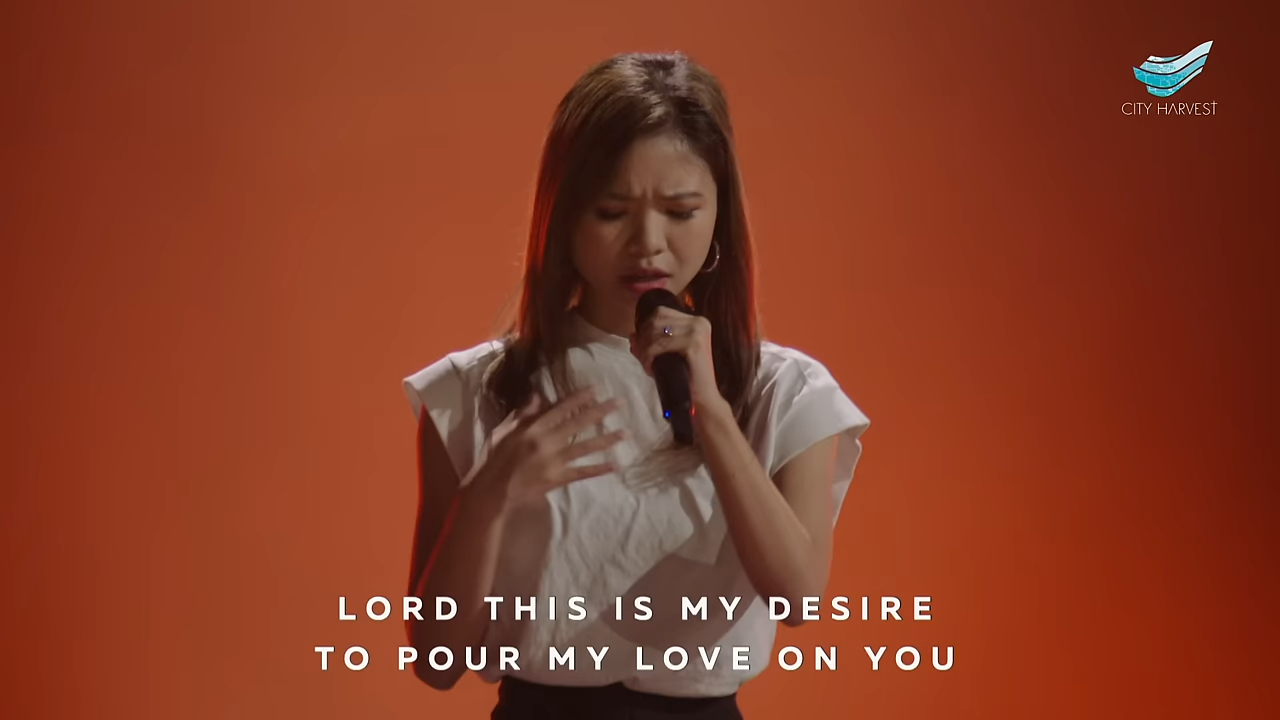 CITY HARVEST
LORD THIS IS MY DESIRE
TO POUR MY LOVE ON YOU